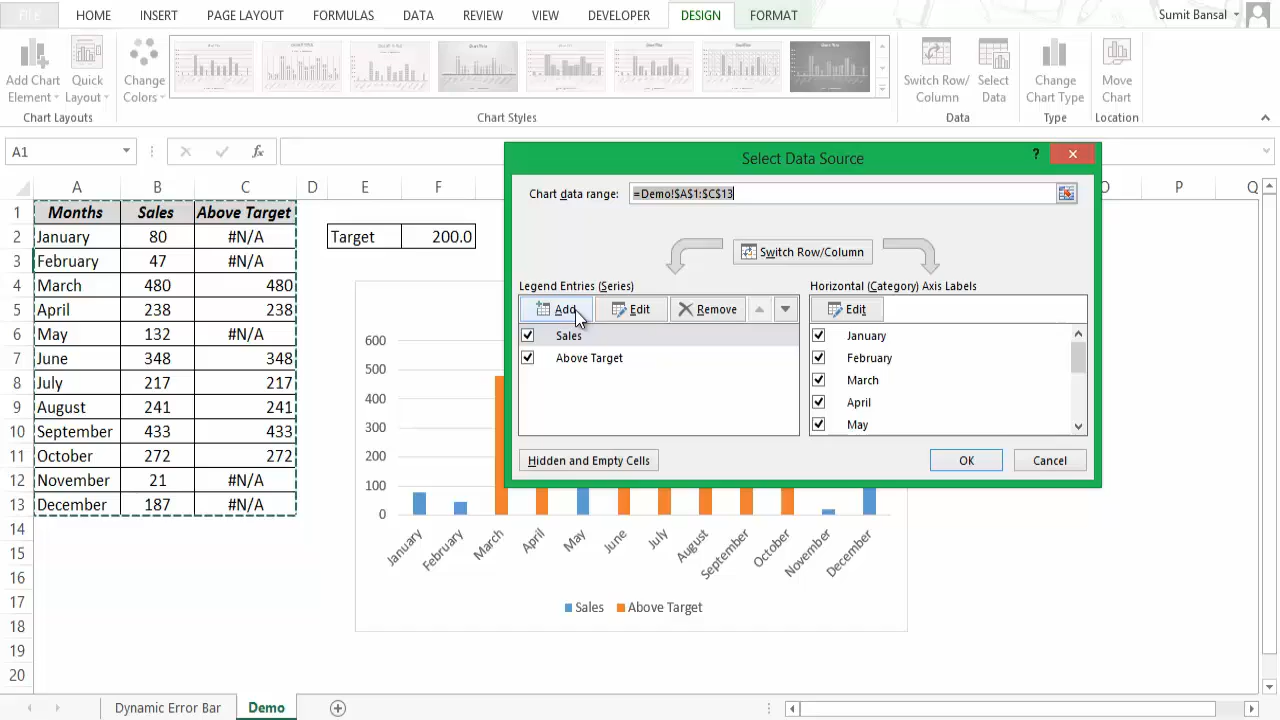 FILE HOME INSERT PAGE LAYOUT FORMULAS DATA REVIEW VIEW DEVELOPER DESIGN FORMAT Sumit Bansal
Add Chart Element Quick Layout Change Colors Switch Row/ Column Select Data Change Chart Type Move Chart
Chart Layouts Chart Styles Data Type Location
A1 fx
Select Data Source ?
Chart data range: =Demo!$A$1:$C$13
Switch Row/Column
Legend Entries (Series) Horizontal (Category) Axis Labels
Add Edit Remove Edit
Sales January
Above Target February
March
April
May
Hidden and Empty Cells OK Cancel
A B C D E F O P Q
1 Months Sales Above Target
2 January 80 #N/A Target 200.0
3 February 47 #N/A
4 March 480 480
5 April 238 238
6 May 132 #N/A
7 June 348 348
8 July 217 217
9 August 241 241
10 September 433 433
11 October 272 272
12 November 21 #N/A
13 December 187 #N/A
14
15
16
17
18
19
20
600
500
400
300
200
100
0
January February March April May June July August September October November December
Sales Above Target
Dynamic Error Bar Demo